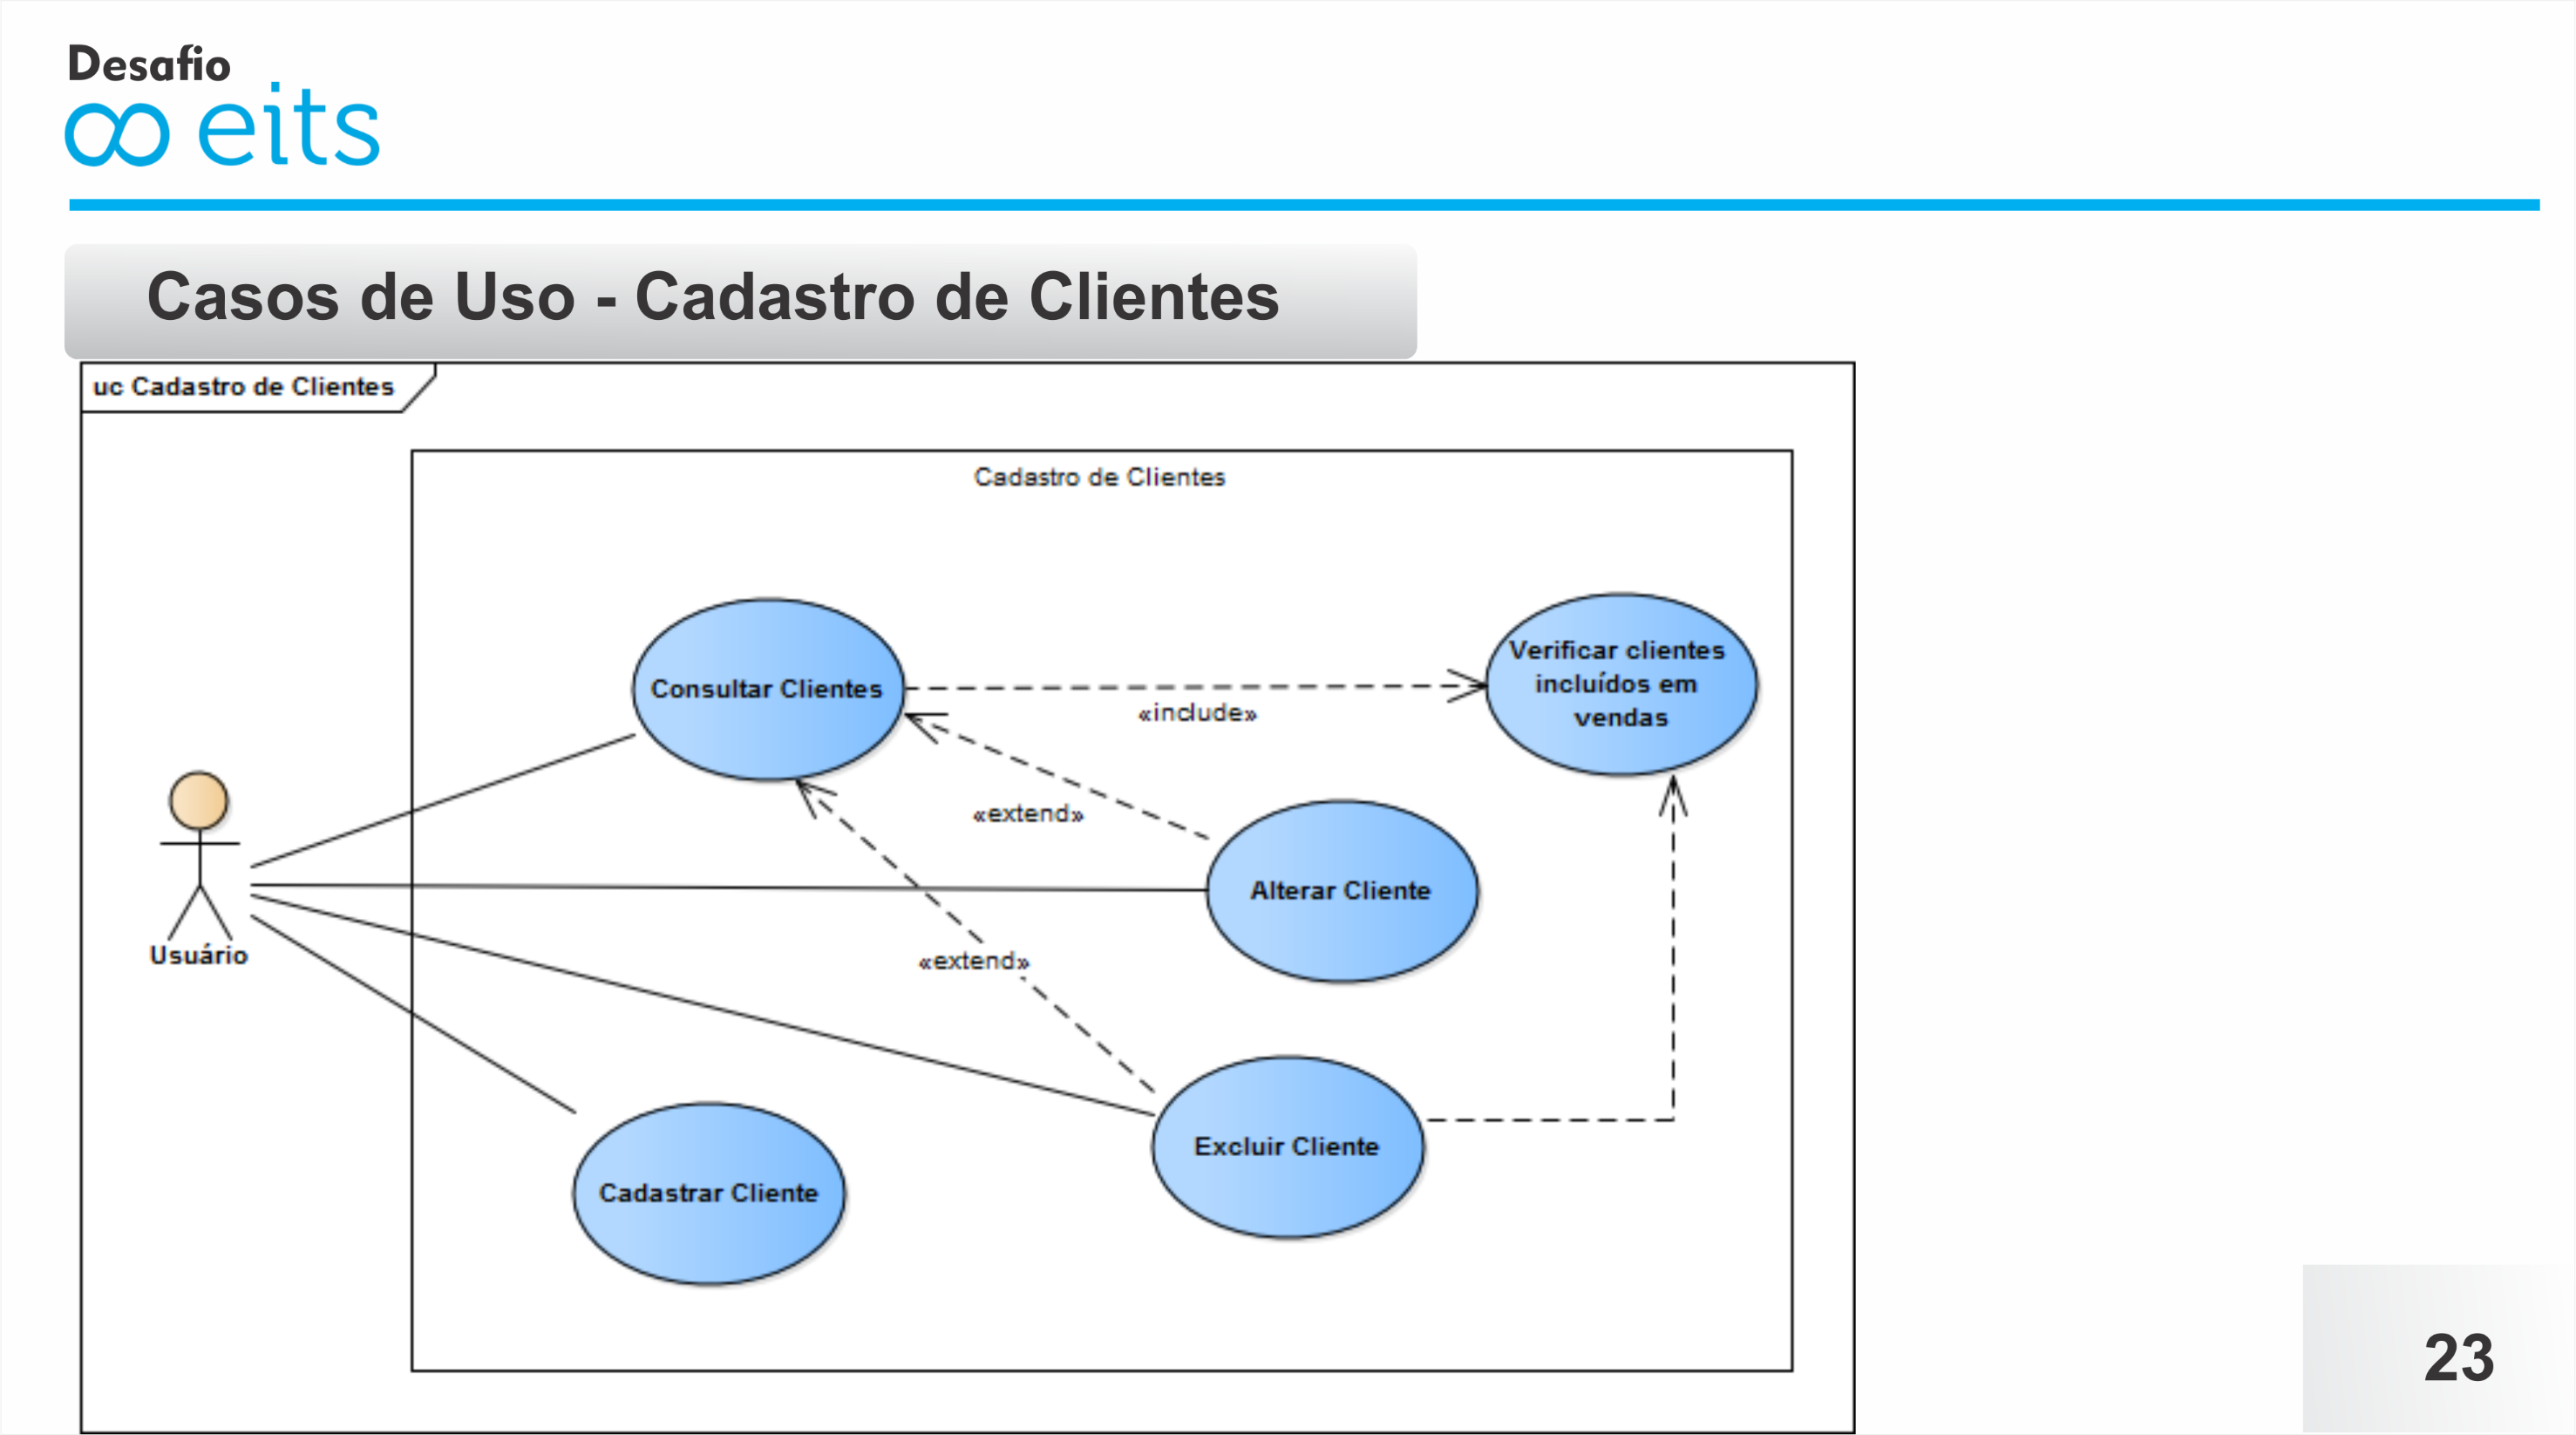 Desafio
eits
Casos de Uso - Cadastro de Clientes
uc Cadastro de Clientes
Cadastro de Clientes
Consultar Clientes
Verificar clientes
incluídos em
vendas
«include»
«extend»
Alterar Cliente
Usuário
«extend»
Excluir Cliente
Cadastrar Cliente
23